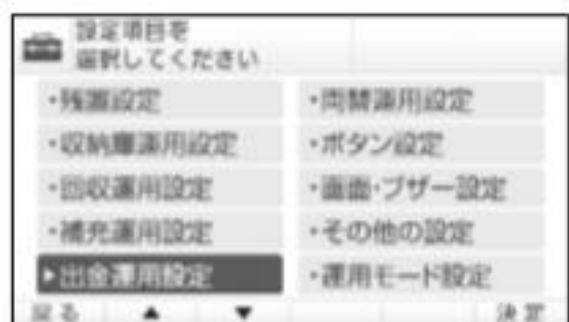 設定項目を
選択してください
・残置設定
・両替運用設定
・収納庫運用設定
・ボタン設定
・回収運用設定
・画面・ブザー設定
・補充運用設定
・その他の設定
▶出金運用設定
・運用モード設定
戻る ▲ ▼ 決定